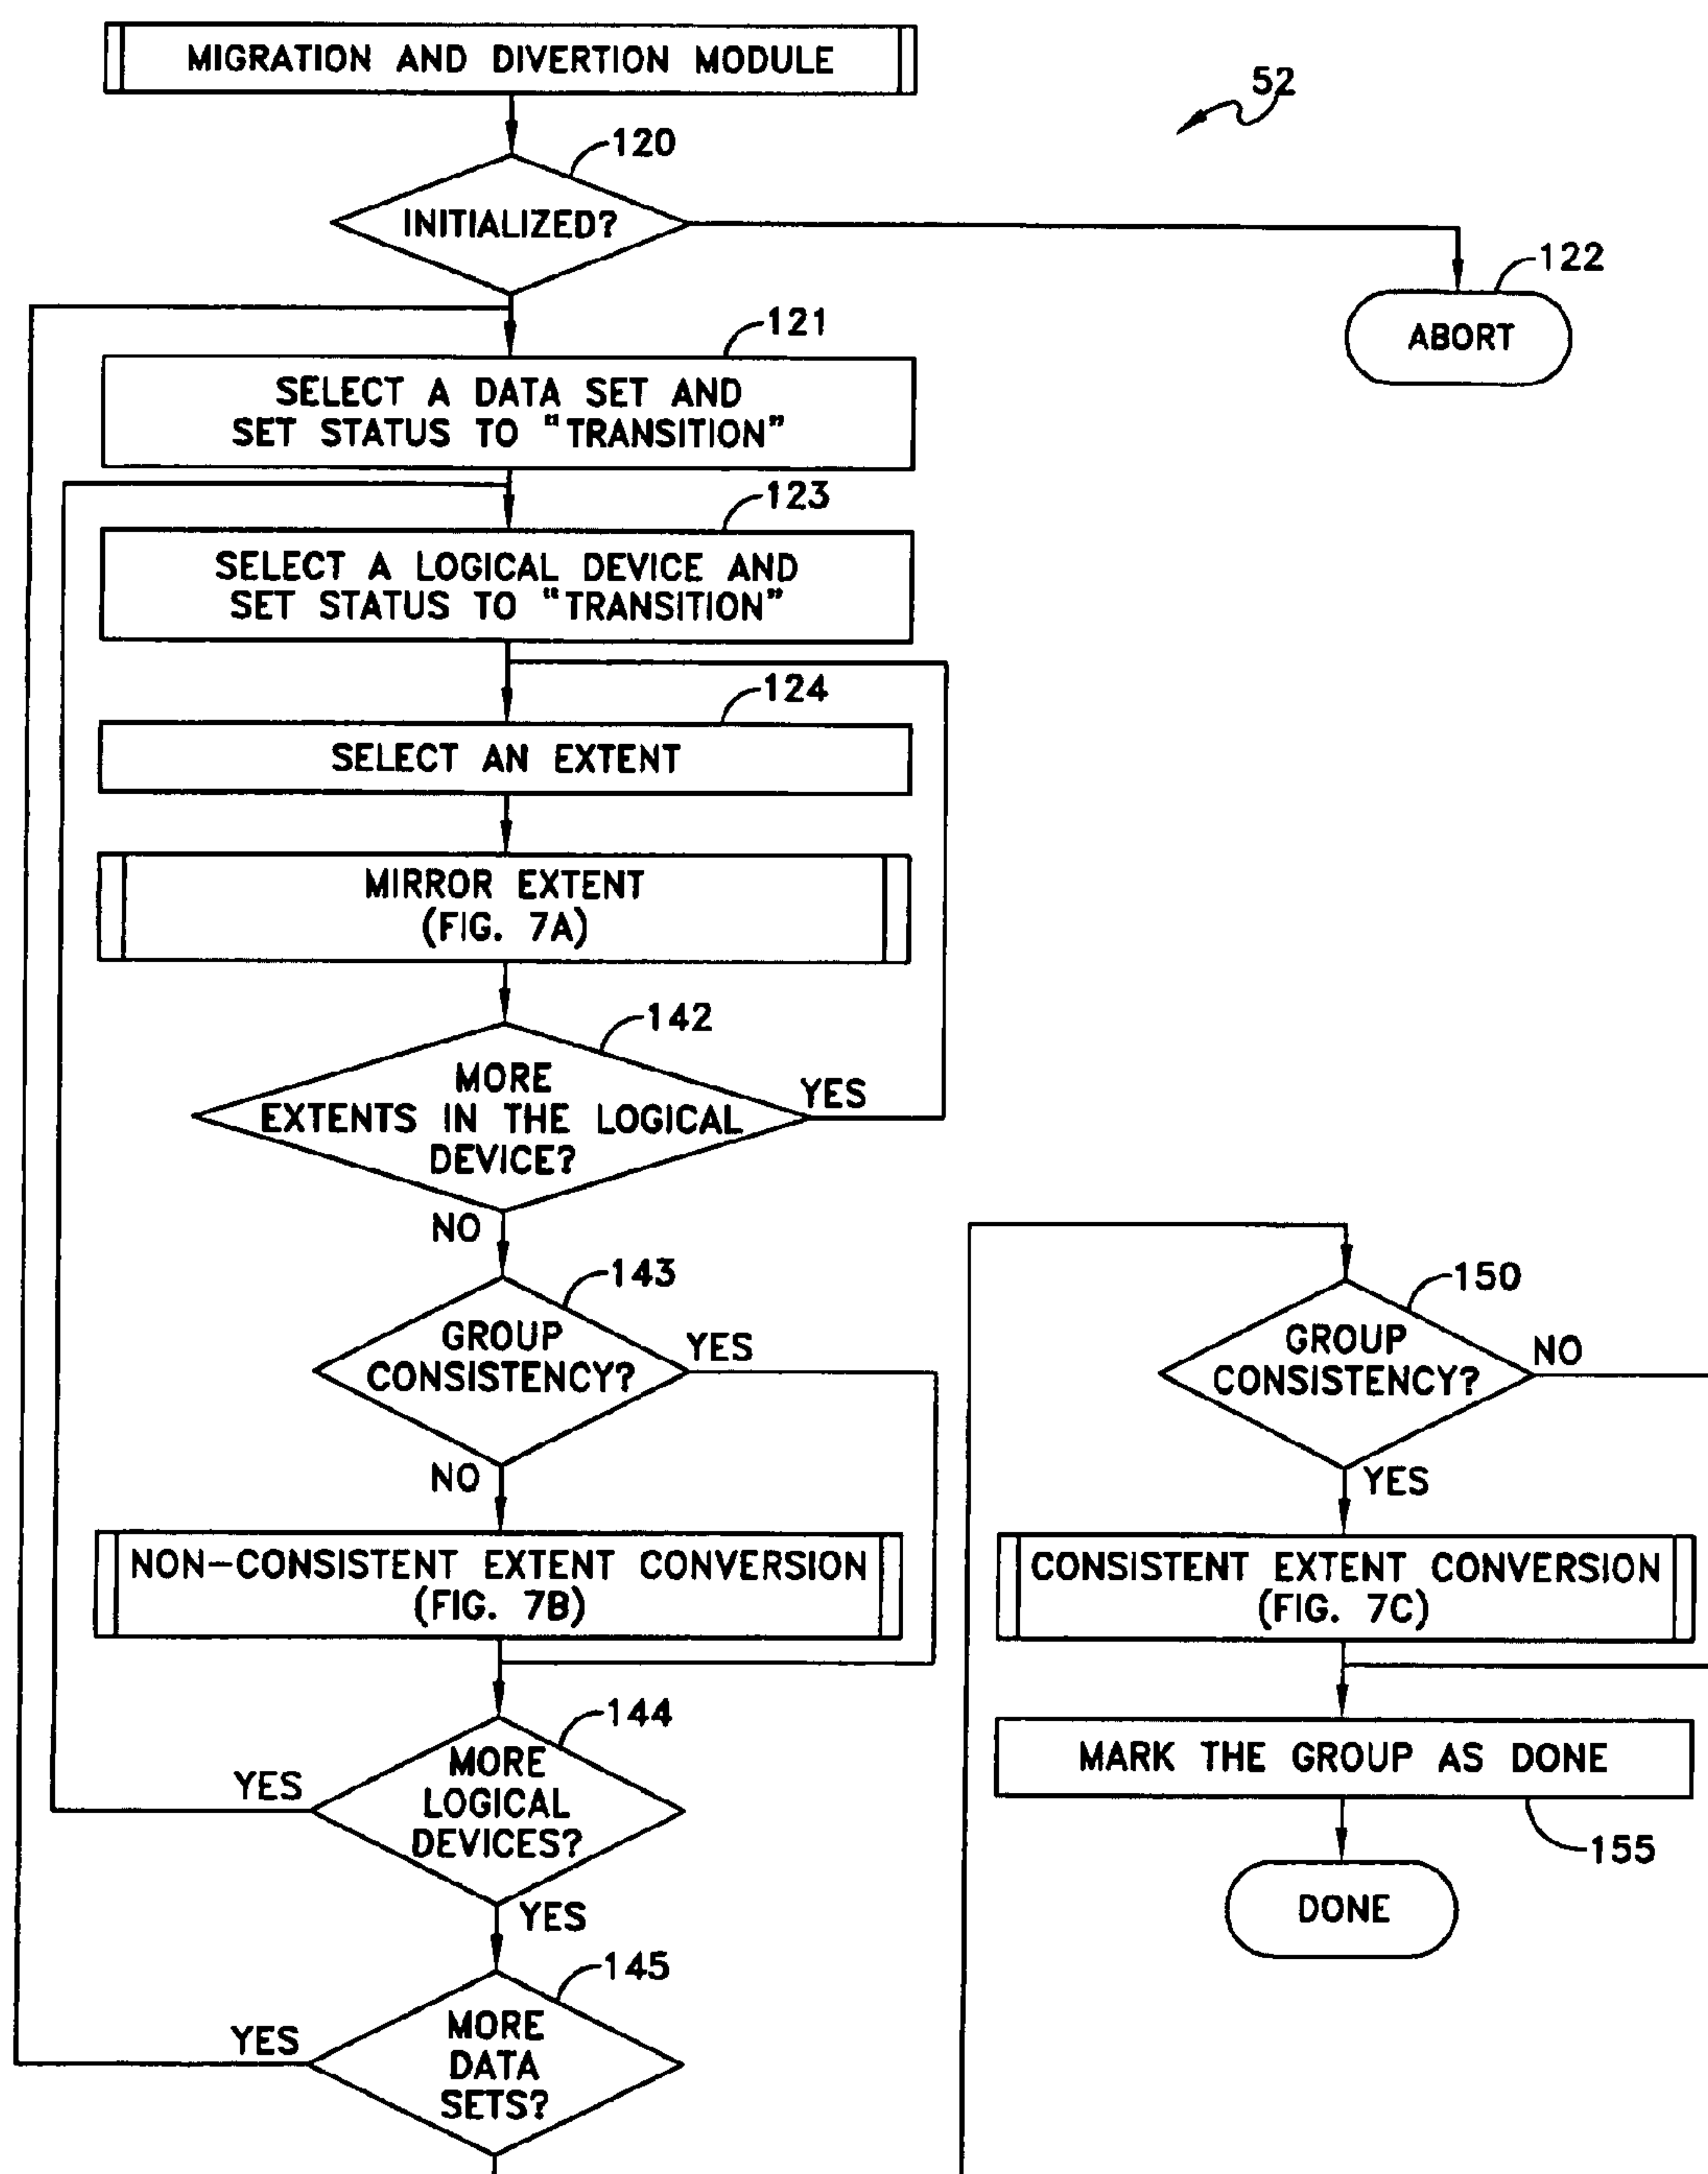 MIGRATION AND DIVERTION MODULE
52
120
INITIALIZED?
122
ABORT
121
SELECT A DATA SET AND
SET STATUS TO "TRANSITION"
123
SELECT A LOGICAL DEVICE AND
SET STATUS TO "TRANSITION"
124
SELECT AN EXTENT
MIRROR EXTENT
(FIG. 7A)
142
MORE
EXTENTS IN THE LOGICAL
DEVICE?
YES
NO
143
GROUP
CONSISTENCY?
YES
NO
NON-CONSISTENT EXTENT CONVERSION
(FIG. 7B)
144
MORE
LOGICAL
DEVICES?
YES
YES
145
MORE
DATA
SETS?
YES
150
GROUP
CONSISTENCY?
NO
YES
CONSISTENT EXTENT CONVERSION
(FIG. 7C)
MARK THE GROUP AS DONE
155
DONE